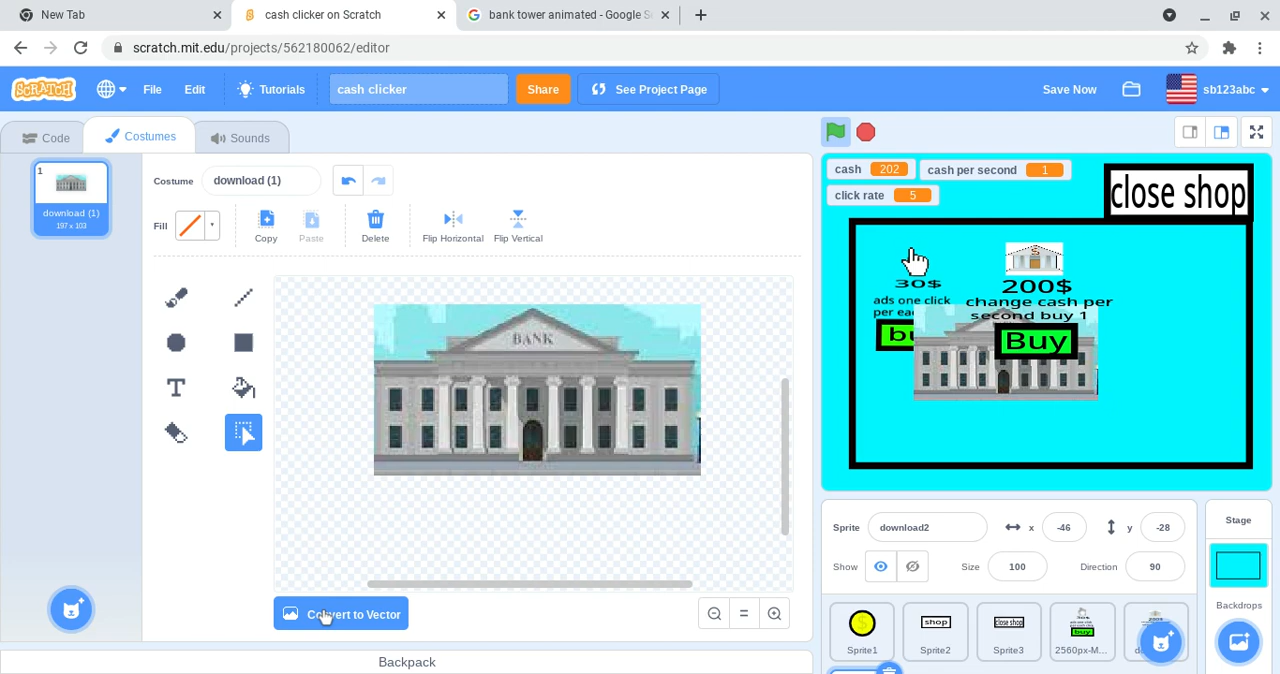 New Tab
cash clicker on Scratch
bank tower animated - Google S
scratch.mit.edu/projects/562180062/editor
SCRATCH
File
Edit
Tutorials
cash clicker
Share
See Project Page
Save Now
sb123abc
Code
Costumes
Sounds
1
download (1)
197 x 103
Costume
download (1)
Fill
Copy
Paste
Delete
Flip Horizontal
Flip Vertical
T
BANK
Convert to Vector
Backpack
cash 202
cash per second 1
click rate 5
close shop
30$
ads one click
per ea
bu
$
200$
change cash per
second buy 1
Buy
Sprite
download2
x
-46
y
-28
Show
Size
100
Direction
90
$
Sprite1
shop
Sprite2
close shop
Sprite3
30$
buy
2560px-M...
200$
Stage
Backdrops